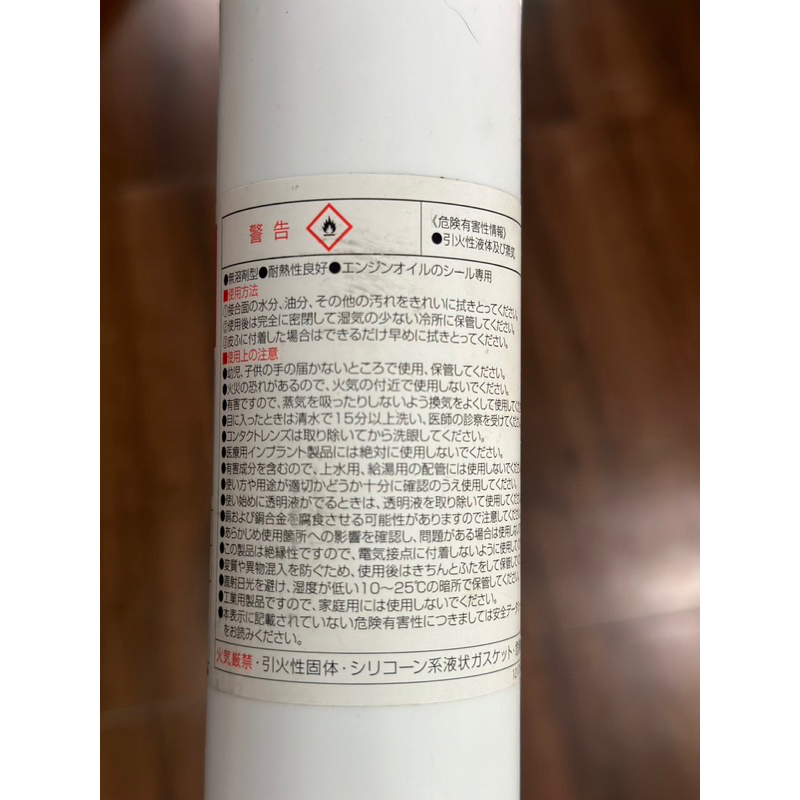 警告
《危険有害性情報》
●引火性液体及び蒸気
●無溶剤型●耐熱性良好●エンジンオイルのシール専用
■使用方法
①接合面の水分、油分、その他の汚れをきれいに拭きとってください。
②使用後は完全に密閉して湿気の少ない冷所に保管してください。
③皮ふに付着した場合はできるだけ早めに拭きとってください。
■使用上の注意
●幼児、子供の手の届かないところで使用、保管してください。
●火災の恐れがあるので、火気の付近で使用しないでください。
●有害ですので、蒸気を吸ったりしないよう換気をよくして使用して
●目に入ったときは清水で15分以上洗い、医師の診察を受けて
●コンタクトレンズは取り除いてから洗眼してください。
●医療用インプラント製品には絶対に使用しないでください。
●有害成分を含むので、上水用、給湯用の配管には使用しないでくだ
●使い方や用途が適切かどうか十分に確認のうえ使用してください。
●使い始めに透明液がでるときは、透明液を取り除いて使用して
●銅および銅合金を腐食させる可能性がありますので注意して
●あらかじめ使用箇所への影響を確認し、問題がある場合は使用しな
●この製品は絶縁性ですので、電気接点に付着しないように使用して
●変質や異物混入を防ぐため、使用後はきちんとふたをして保管して
●直射日光を避け、湿度が低い10～25℃の暗所で保管して
●工業用製品ですので、家庭用には使用しないでください。
●本表示に記載されていない危険有害性につきましては安全データ
をお読みください。
火気厳禁・引火性固体・シリコーン系液状ガスケット・